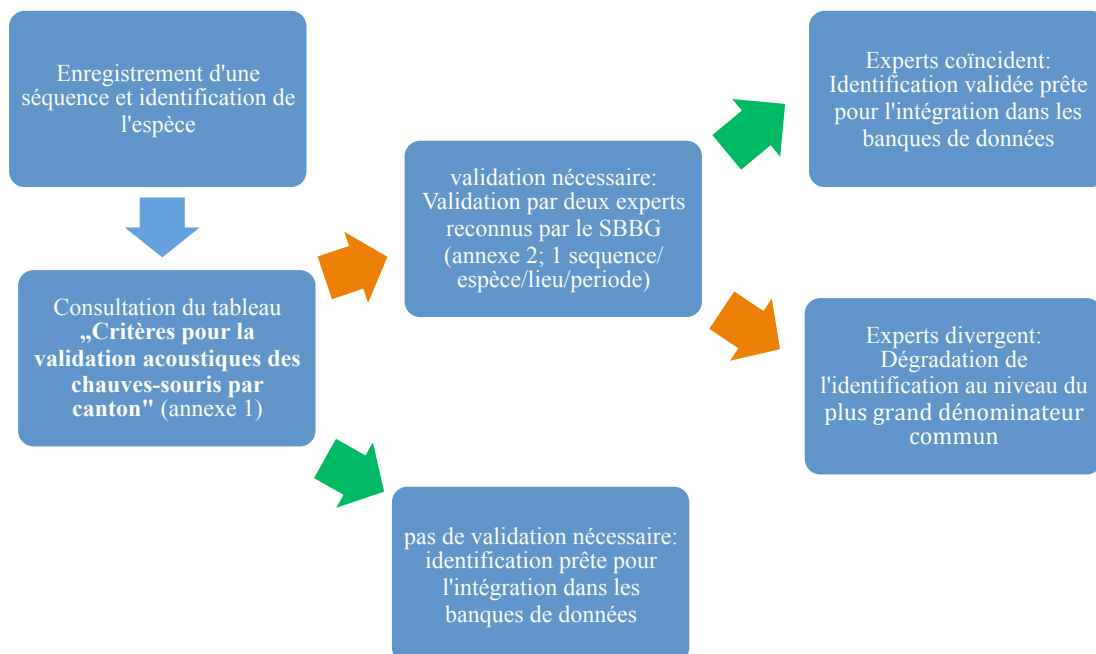 Enregistrement d'une
séquence et identification de
l'espèce
Consultation du tableau
„Critères pour la
validation acoustiques des
chauves-souris par
canton" (annexe 1)
validation nécessaire:
Validation par deux experts
reconnus par le SBBG
(annexe 2; 1 sequence/
espèce/lieu/periode)
pas de validation nécessaire:
identification prête pour
l'intégration dans les
banques de données
Experts coïncident:
Identification validée prête
pour l'intégration dans les
banques de données
Experts divergent:
Dégradation de
l'identification au niveau du
plus grand dénominateur
commun